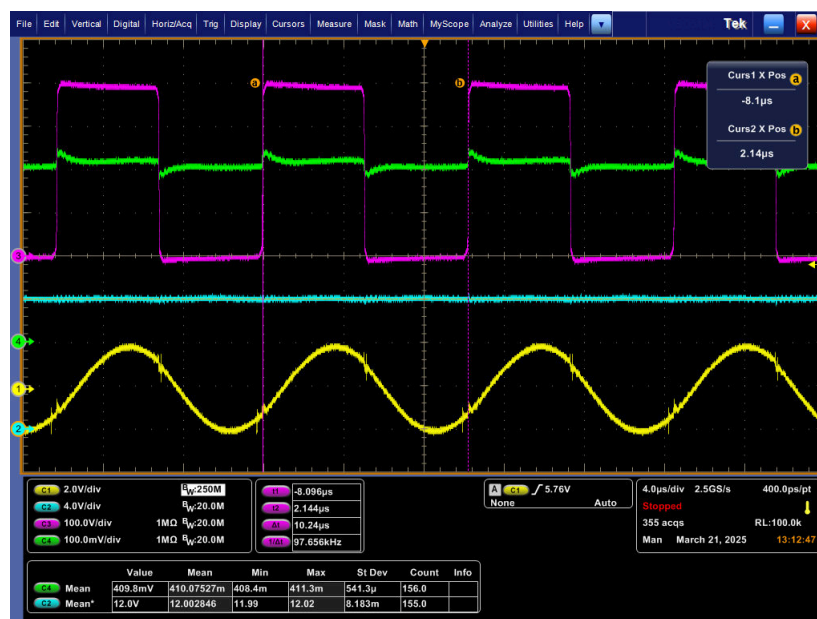 File Edit Vertical Digital Horiz/Acq Trig Display Cursors Measure Mask Math MyScope Analyze Utilities Help Tek X
a b
Curs1 X Pos a
-8.1µs
Curs2 X Pos b
2.14µs
3
4
1
2
C1 2.0V/div BW:250M
C2 4.0V/div BW:20.0M
C3 100.0V/div 1MΩ BW:20.0M
C4 100.0mV/div 1MΩ BW:20.0M
t1 -8.096µs
t2 2.144µs
Δt 10.24µs
1/Δt 97.656kHz
A C1 5.76V
None Auto
4.0µs/div 2.5GS/s 400.0ps/pt
Stopped
355 acqs RL:100.0k
Man March 21, 2025 13:12:47
Value Mean Min Max St Dev Count Info
C4 Mean 409.8mV 410.07527m 408.4m 411.3m 541.3µ 156.0
C2 Mean* 12.0V 12.002846 11.99 12.02 8.183m 155.0